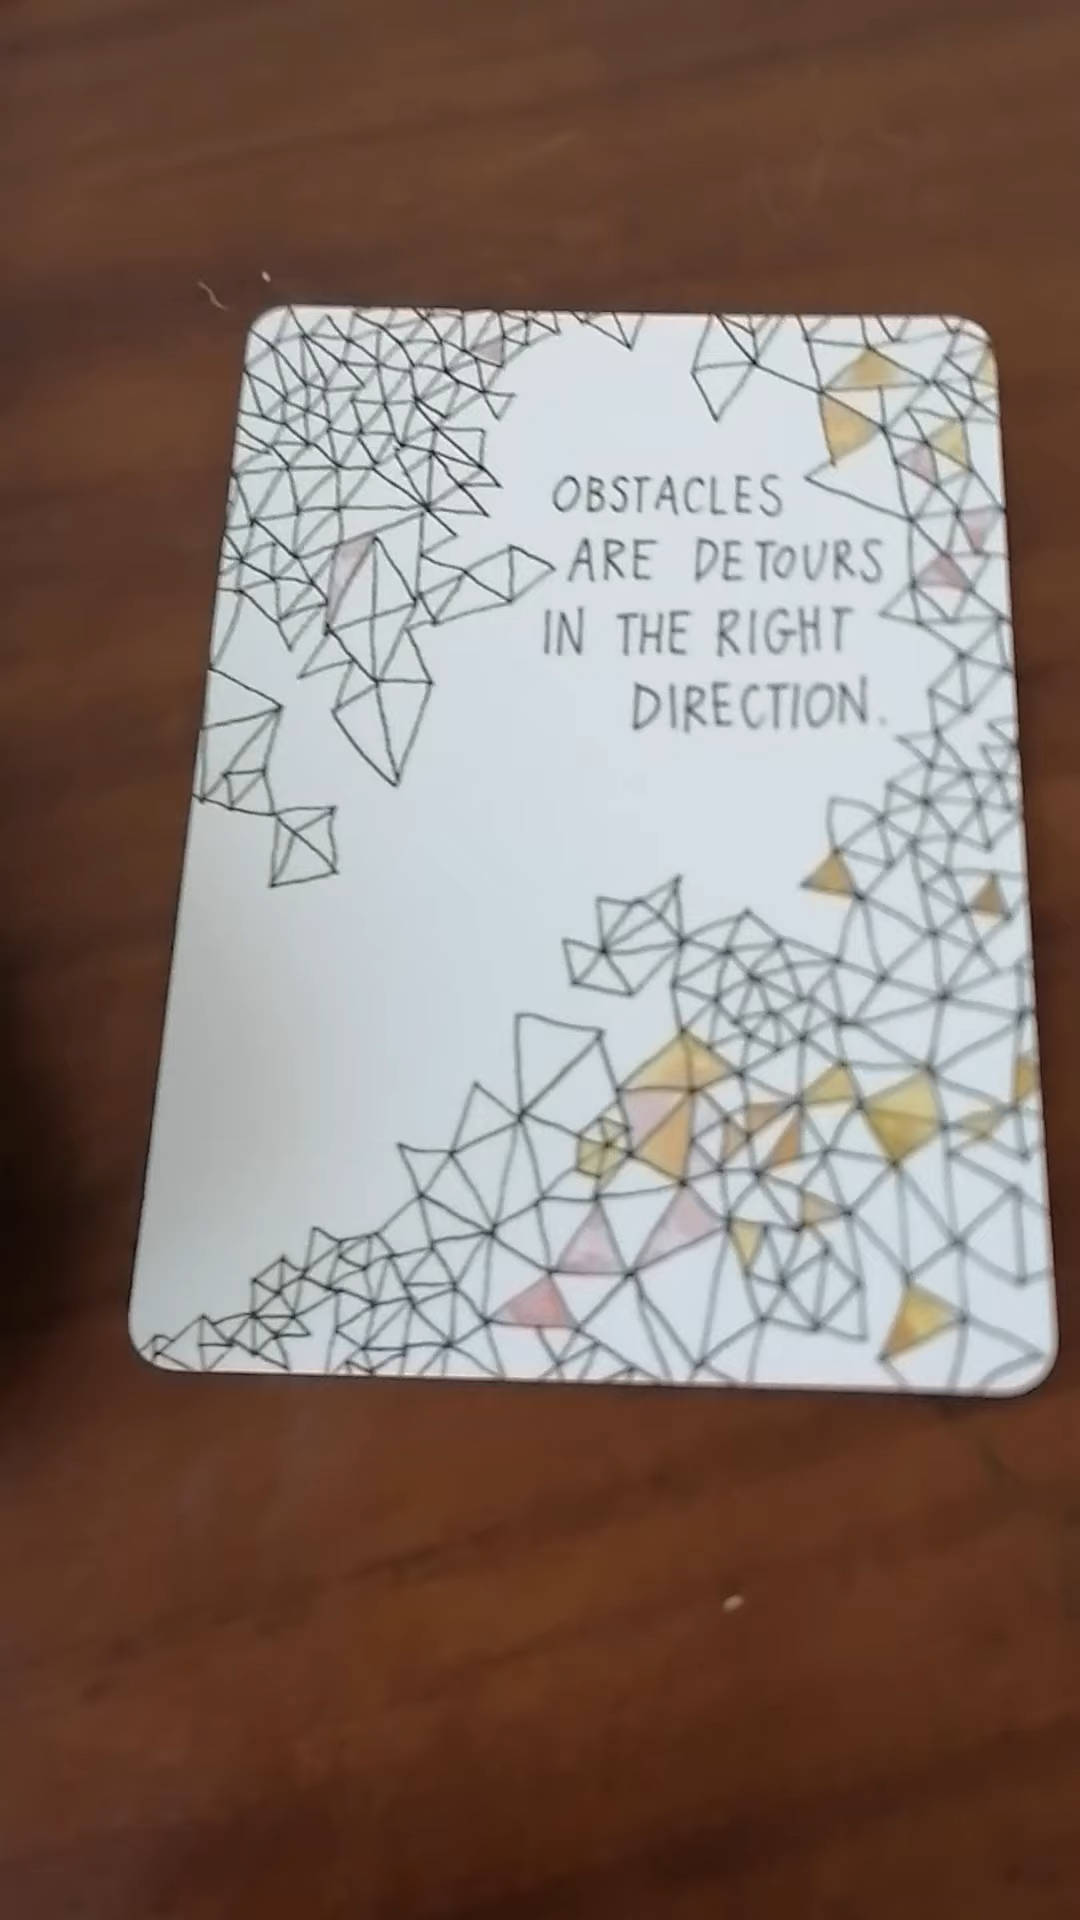 OBSTACLES
ARE DETOURS
IN THE RIGHT
DIRECTION.